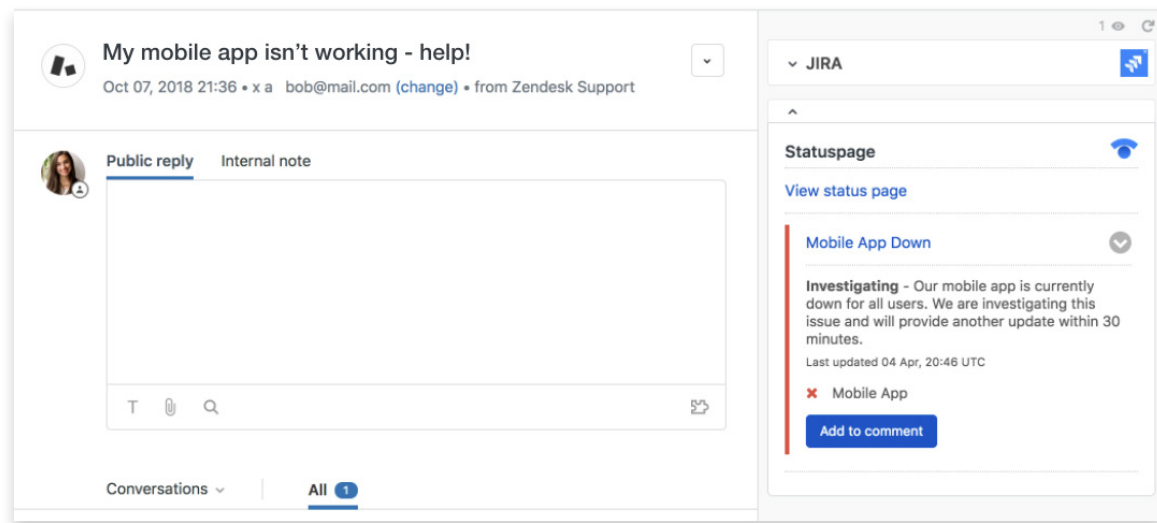 My mobile app isn’t working - help!
Oct 07, 2018 21:36 • x a bob@mail.com (change) • from Zendesk Support
Public reply Internal note
T
Conversations
All 1
1
JIRA
Statuspage
View status page
Mobile App Down
Investigating - Our mobile app is currently
down for all users. We are investigating this
issue and will provide another update within 30
minutes.
Last updated 04 Apr, 20:46 UTC
Mobile App
Add to comment